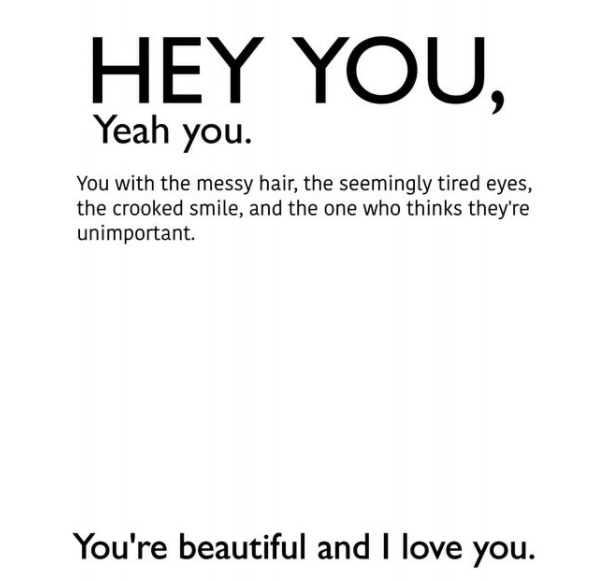 HEY YOU,
Yeah you.
You with the messy hair, the seemingly tired eyes,
the crooked smile, and the one who thinks they're
unimportant.
You're beautiful and I love you.